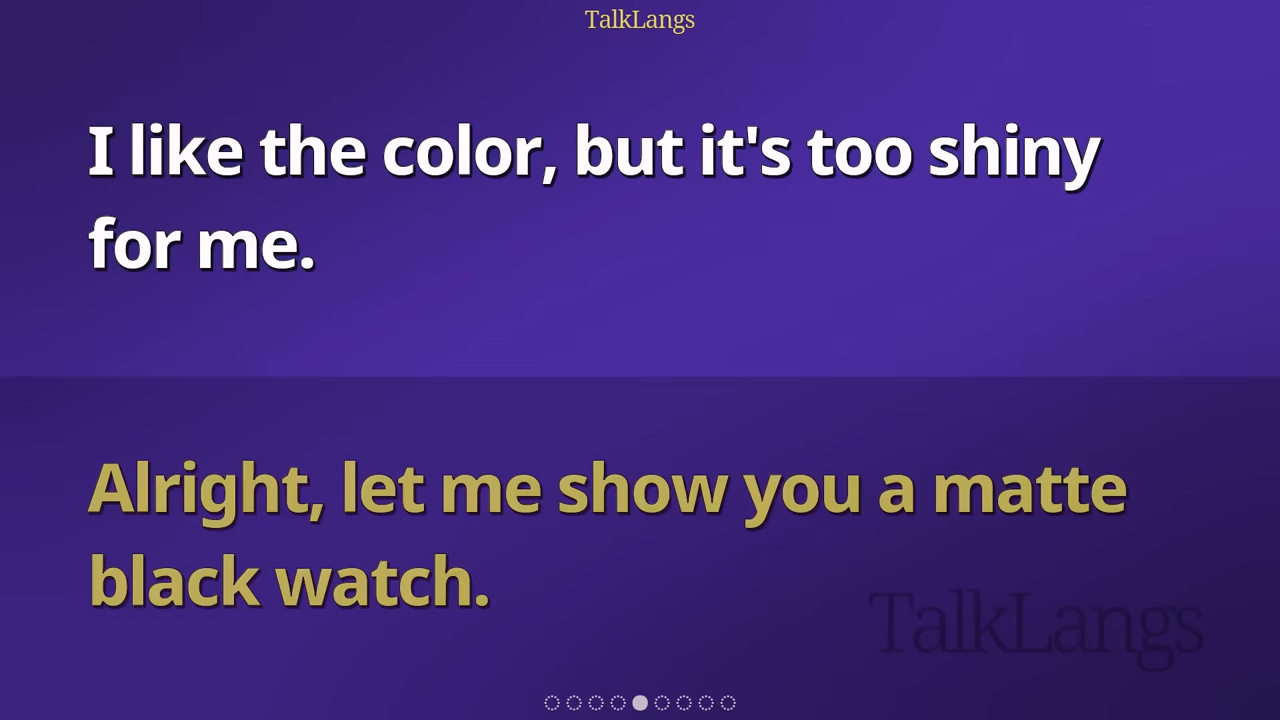 TalkLangs
I like the color, but it's too shiny
for me.
Alright, let me show you a matte
black watch.
TalkLangs